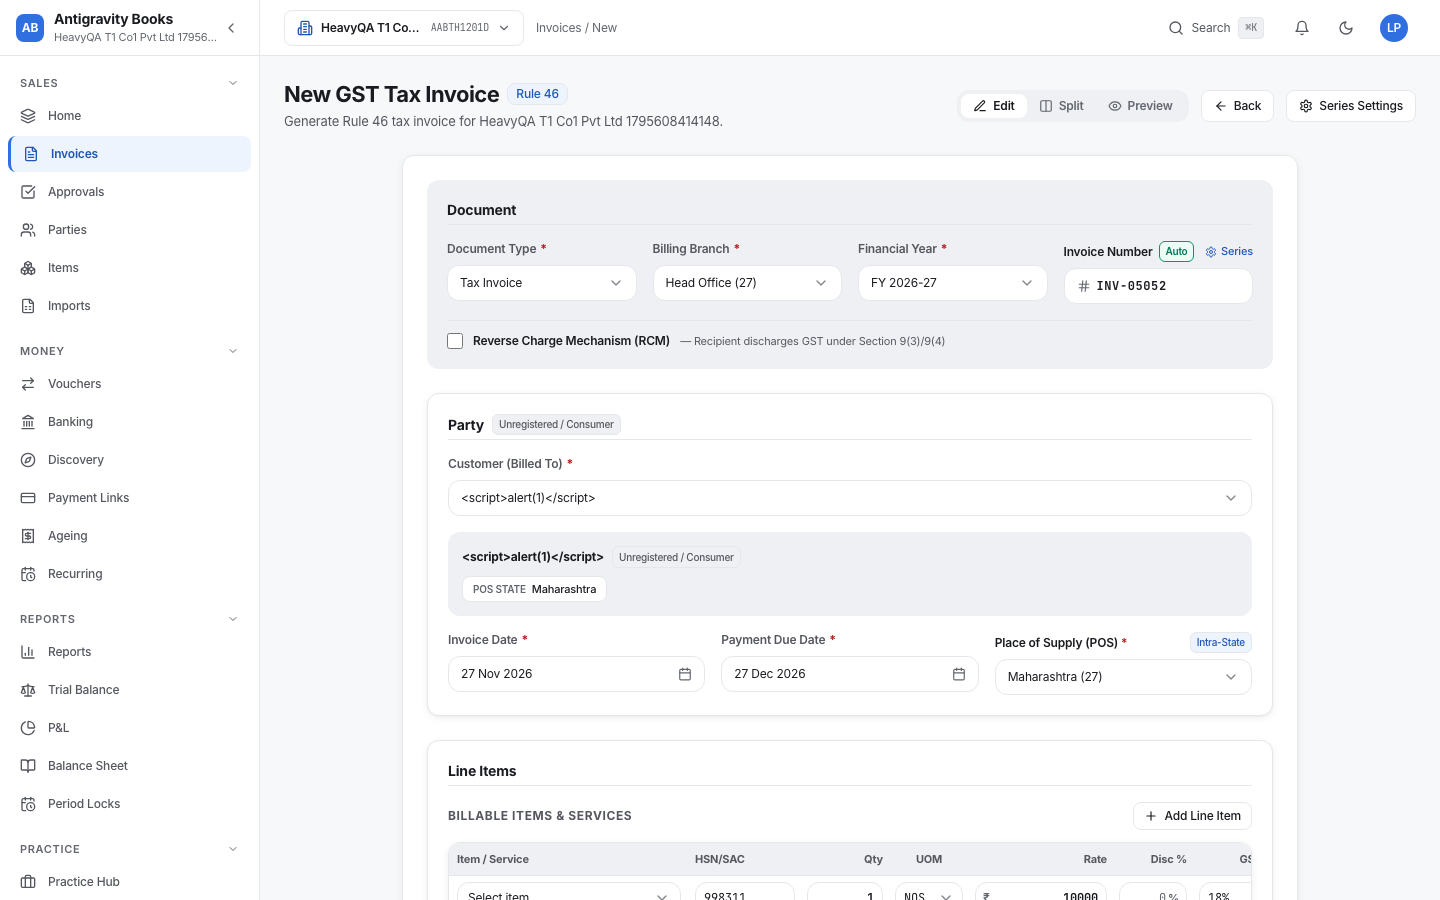 AB
Antigravity Books
HeavyQA T1 Co1 Pvt Ltd 17956...
HeavyQA T1 Co... AABTH1201D
Invoices / New
Search ⌘K
LP
SALES
Home
Invoices
Approvals
Parties
Items
Imports
MONEY
Vouchers
Banking
Discovery
Payment Links
Ageing
Recurring
REPORTS
Reports
Trial Balance
P&L
Balance Sheet
Period Locks
PRACTICE
Practice Hub
New GST Tax Invoice Rule 46
Generate Rule 46 tax invoice for HeavyQA T1 Co1 Pvt Ltd 1795608414148.
Edit Split Preview Back Series Settings
Document
Document Type * Billing Branch * Financial Year * Invoice Number Auto Series
Tax Invoice Head Office (27) FY 2026-27 # INV-05052
Reverse Charge Mechanism (RCM) — Recipient discharges GST under Section 9(3)/9(4)
Party Unregistered / Consumer
Customer (Billed To) *
<script>alert(1)</script>
<script>alert(1)</script> Unregistered / Consumer
POS STATE Maharashtra
Invoice Date * Payment Due Date * Place of Supply (POS) * Intra-State
27 Nov 2026 27 Dec 2026 Maharashtra (27)
Line Items
BILLABLE ITEMS & SERVICES + Add Line Item
Item / Service HSN/SAC Qty UOM Rate Disc % GS
Select item 998311 1 NOS ₹ 10000 0 % 18%